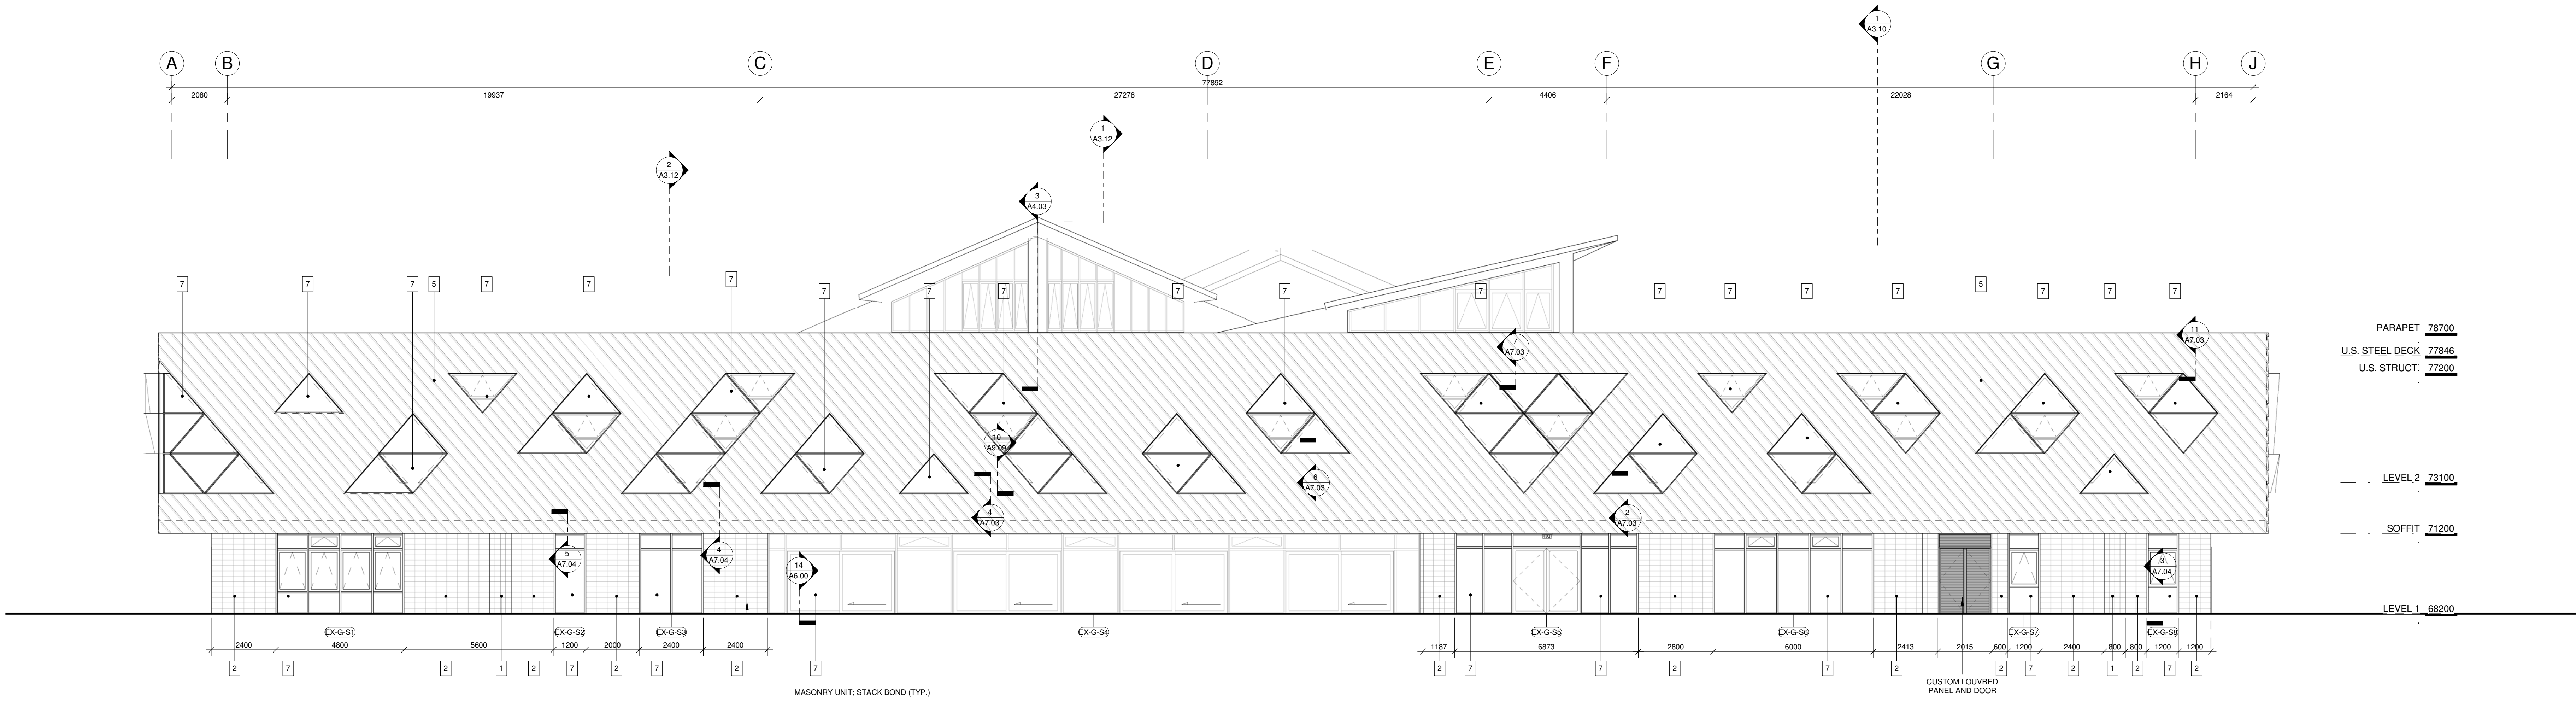 1
A3.10
A B C D E F G H J
77892
2080 19937 27278 4406 22028 2164
1
A3.12
2
A3.12
3
A4.03
7
7 7 5 7 7 7 7 7 7 7 7 7 7 7 7 5 7 7 7
11
A7.03
7
A7.03
PARAPET 78700
U.S. STEEL DECK 77846
U.S. STRUCT. 77200
10
A9.09
6
A7.03
LEVEL 2 73100
4
A7.03
2
A7.03
SOFFIT 71200
5
A7.04
4
A7.04
14
A6.00
3
A7.04
LEVEL 1 68200
EX-G-S1 EX-G-S2 EX-G-S3 EX-G-S4 EX-G-S5 EX-G-S6 EX-G-S7 EX-G-S8
2400 4800 5600 1200 2000 2400 2400 1187 6873 2800 6000 2413 2015 600 1200 2400 800 800 1200 1200
2 7 2 1 2 7 2 7 2 7 2 7 7 2 7 2 2 7 2 1 2 7 2
MASONRY UNIT; STACK BOND (TYP.)
CUSTOM LOUVRED
PANEL AND DOOR